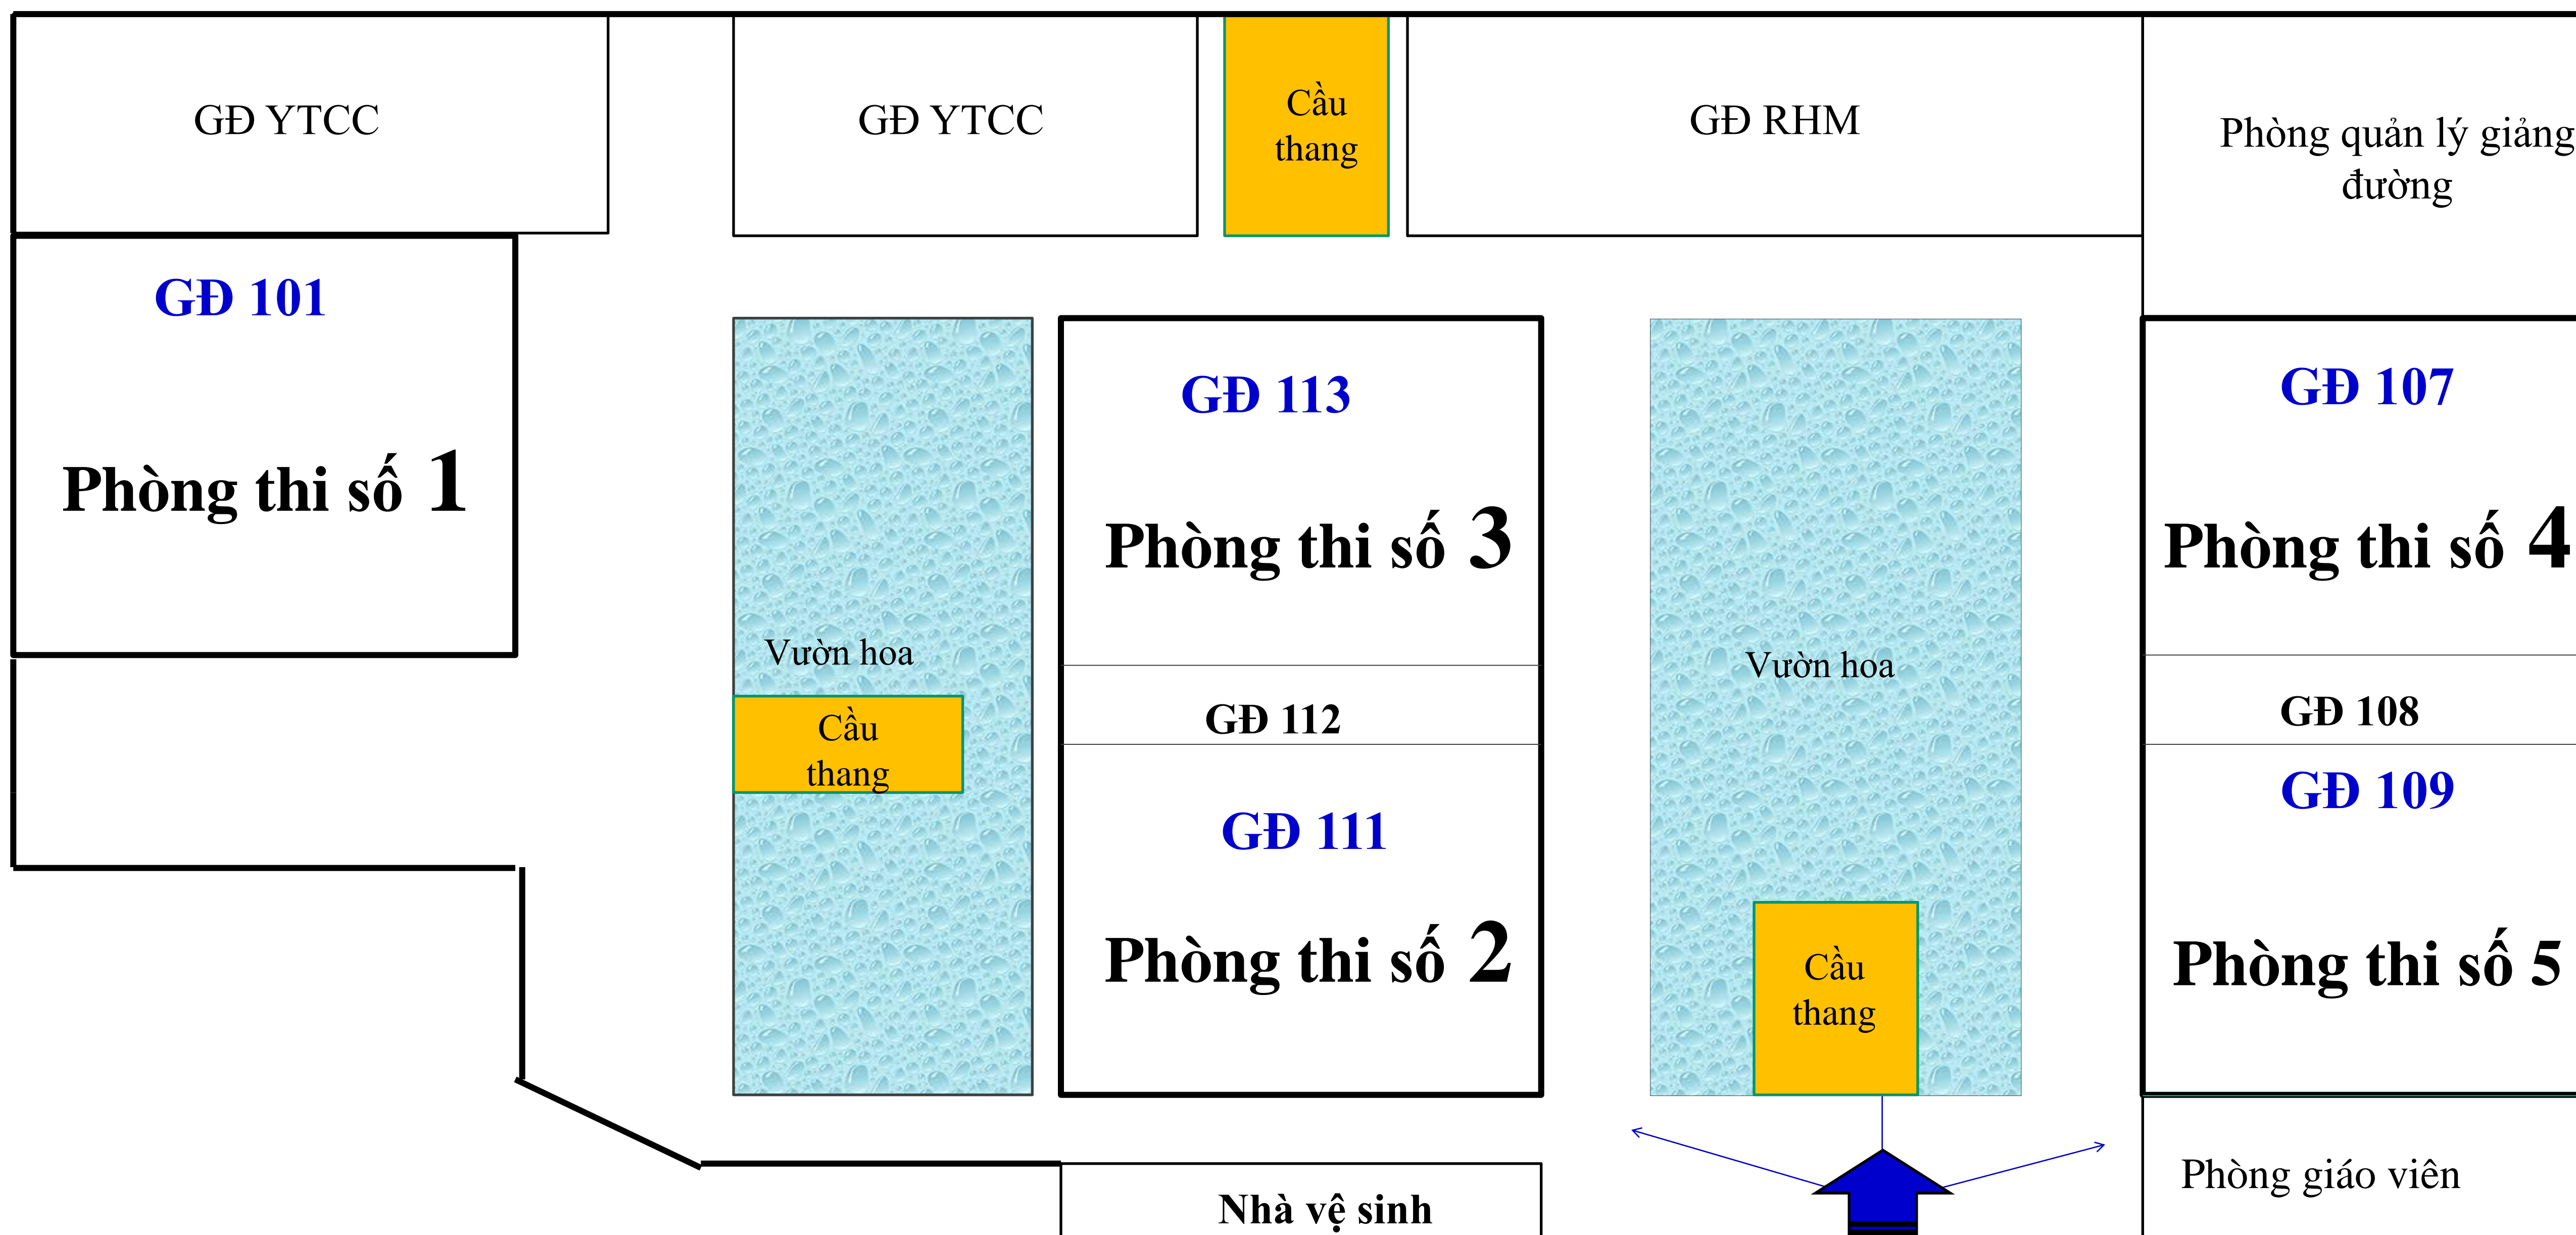 GĐ YTCC
GĐ YTCC
Cầu
thang
GĐ RHM
Phòng quản lý giảng
đường
GĐ 101
Phòng thi số 1
GĐ 113
Phòng thi số 3
GĐ 107
Phòng thi số 4
Vườn hoa
Vườn hoa
Cầu
thang
GĐ 112
GĐ 108
GĐ 111
GĐ 109
Phòng thi số 2
Cầu
thang
Phòng thi số 5
Nhà vệ sinh
Phòng giáo viên